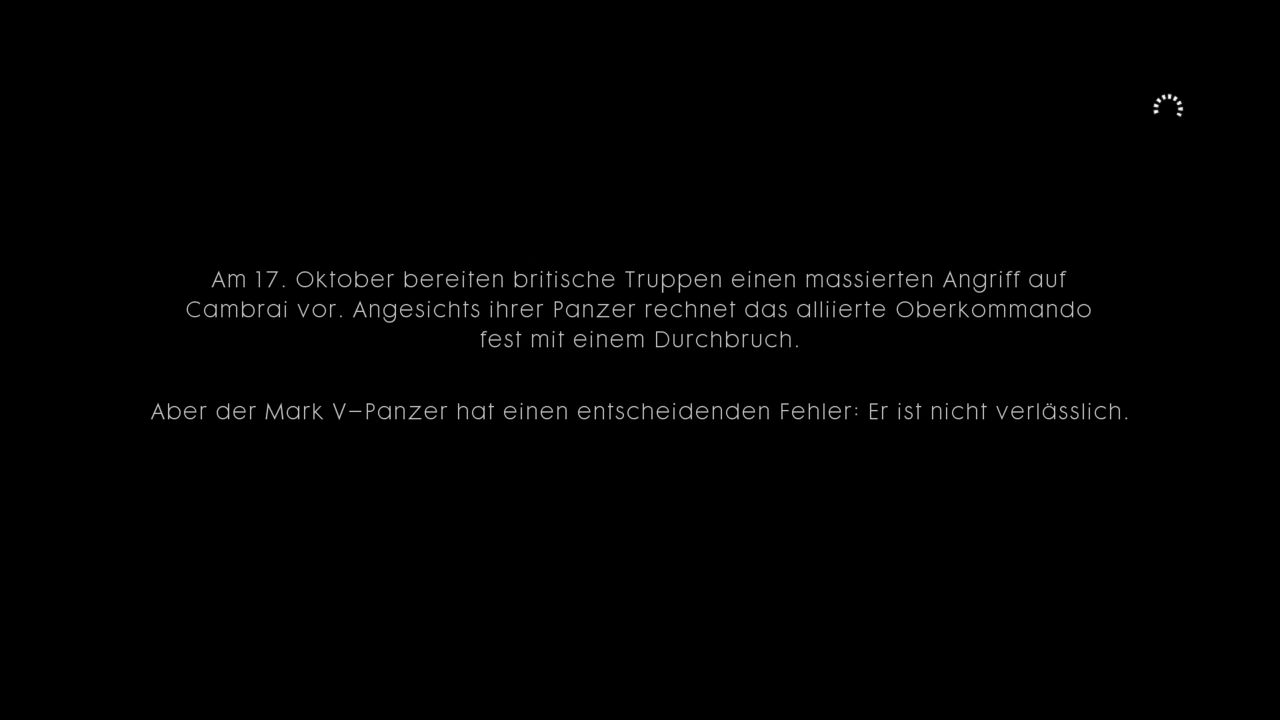 Am 17. Oktober bereiten britische Truppen einen massierten Angriff auf
Cambrai vor. Angesichts ihrer Panzer rechnet das alliierte Oberkommando
fest mit einem Durchbruch.
Aber der Mark V-Panzer hat einen entscheidenden Fehler: Er ist nicht verlässlich.